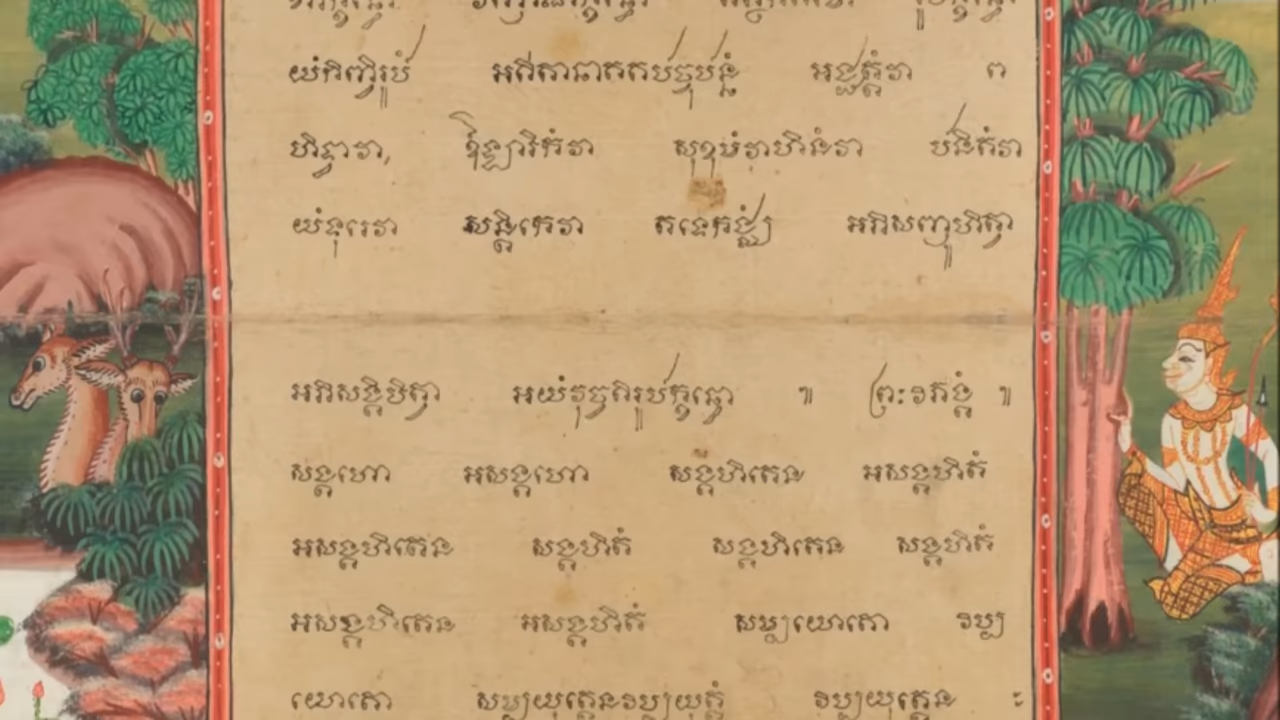 យំកិញ្ចិរូបំ អតីតានាគតបច្ចុប្បន្នំ អជ្ឈត្តំវា ព
ហិទ្ធាវា, ឱឡារិកំវា សុខុមំវាហិនំវា បនីតំវា
យំទុរេវា សន្តិកេវា តទេកជ្ឈំ អភិសញ្ញូហិត្វា
អភិសង្ខិបិត្វា អយំវុច្ចតិរូបក្ខន្ធោ ៕ ព្រះវិភង្គំ ៕
សង្គហោ អសង្គហោ សង្គហិតេន អសង្គហិតំ
អសង្គហិតេន សង្គហិតំ សង្គហិតេន សង្គហិតំ
អសង្គហិតេន អសង្គហិតំ សម្បយោគោ វិប្ប
យោគោ សម្បយុត្តេនវិប្បយុត្តំ វិប្បយុត្តេន